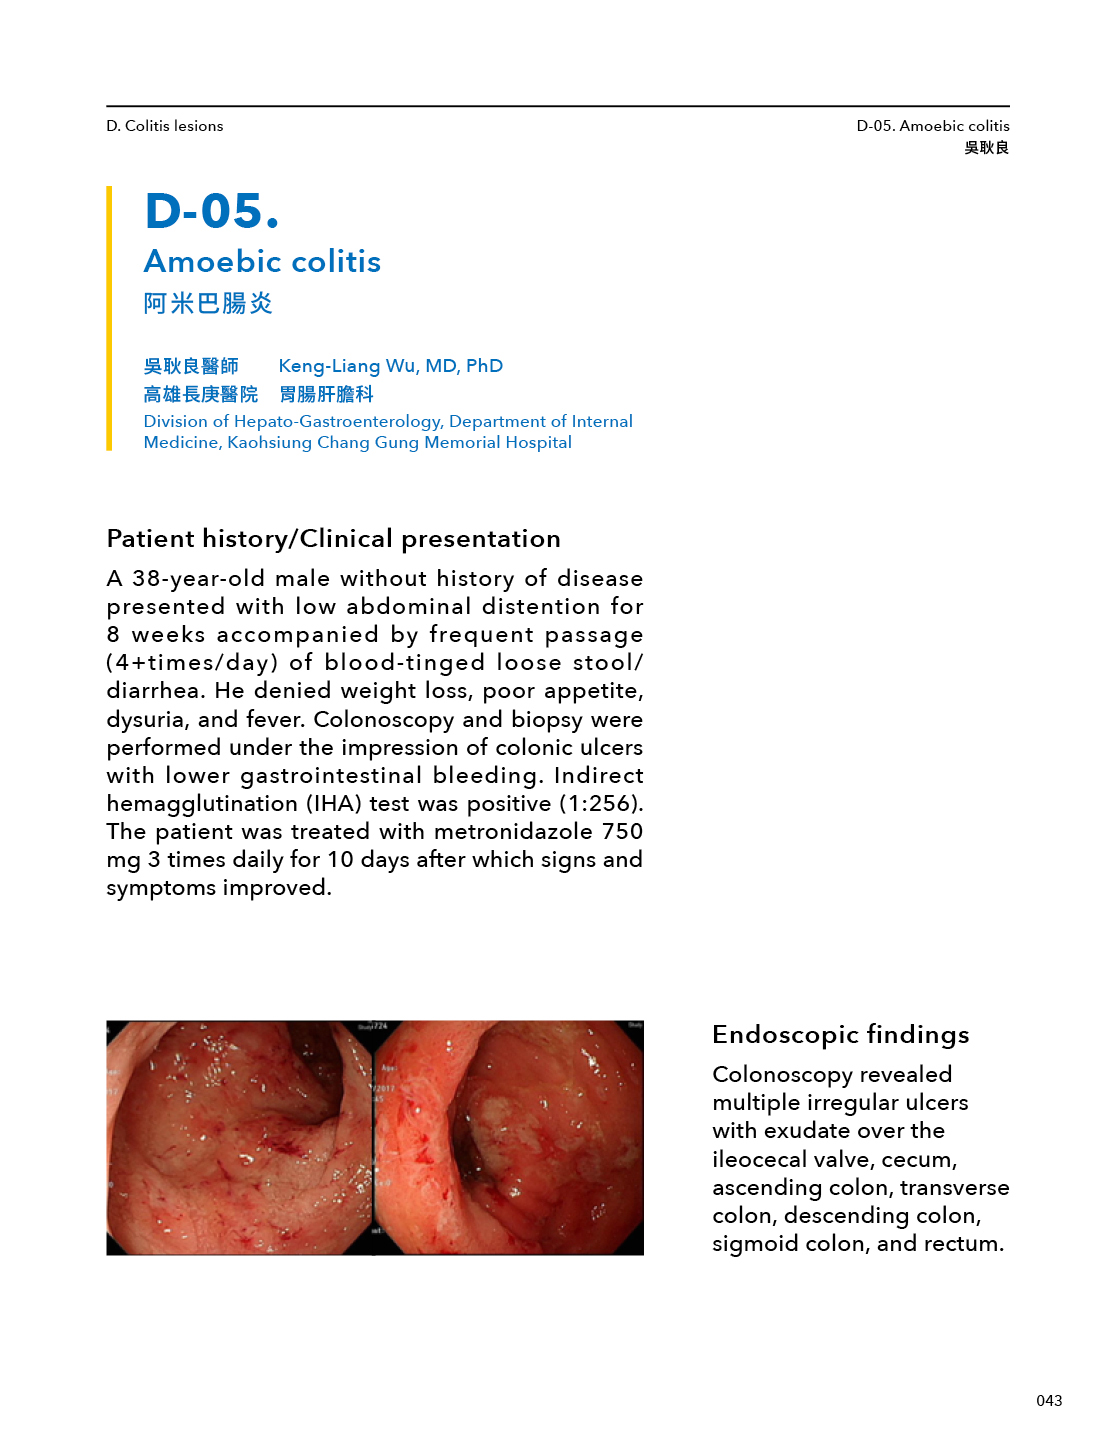 D. Colitis lesions
D-05. Amoebic colitis
吳耿良
D-05.
Amoebic colitis
阿米巴腸炎
吳耿良醫師 Keng-Liang Wu, MD, PhD
高雄長庚醫院 胃腸肝膽科
Division of Hepato-Gastroenterology, Department of Internal
Medicine, Kaohsiung Chang Gung Memorial Hospital
Patient history/Clinical presentation
A 38-year-old male without history of disease
presented with low abdominal distention for
8 weeks accompanied by frequent passage
(4+times/day) of blood-tinged loose stool/
diarrhea. He denied weight loss, poor appetite,
dysuria, and fever. Colonoscopy and biopsy were
performed under the impression of colonic ulcers
with lower gastrointestinal bleeding. Indirect
hemagglutination (IHA) test was positive (1:256).
The patient was treated with metronidazole 750
mg 3 times daily for 10 days after which signs and
symptoms improved.
Endoscopic findings
Colonoscopy revealed
multiple irregular ulcers
with exudate over the
ileocecal valve, cecum,
ascending colon, transverse
colon, descending colon,
sigmoid colon, and rectum.
043